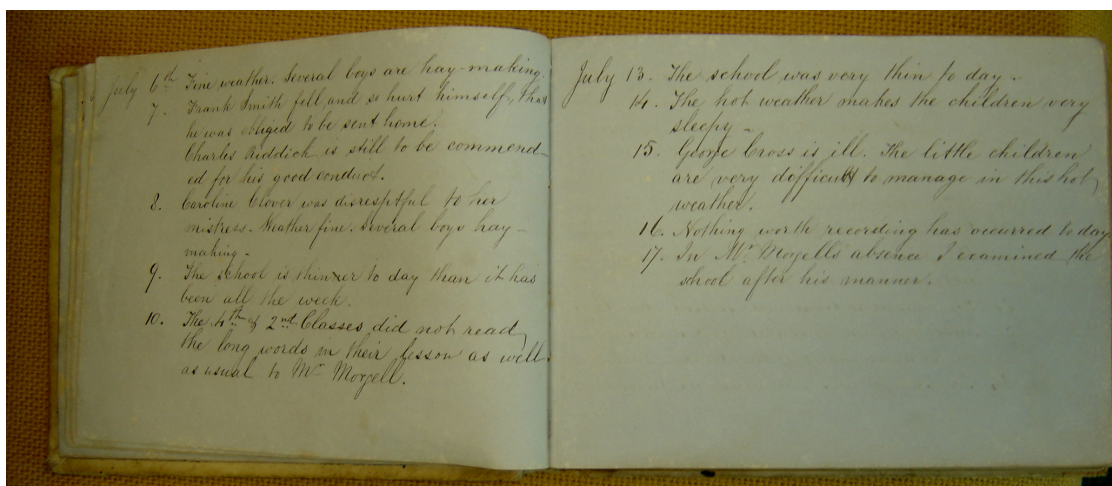 July 6th Fine weather. Several boys are hay-making.
7. Frank Smith fell, and so hurt himself, that
he was obliged to be sent home.
Charles Riddick is still to be commend-
ed for his good conduct.
8. Caroline Clover was disresptful to her
mistress. Weather fine. Several boys hay-
making -
9. The school is thinner to day than it has
been all the week.
10. The 4th & 2nd Classes did not read
the long words in their lesson as well
as usual to Mr Morgell.
July 13. The school was very thin to day -
14. The hot weather makes the children very
sleepy -
15. George Cross is ill. The little children
are very difficult to manage in this hot
weather.
16. Nothing worth recording has occurred to day
17. In Mr Morgells absence I examined the
school after his manner.